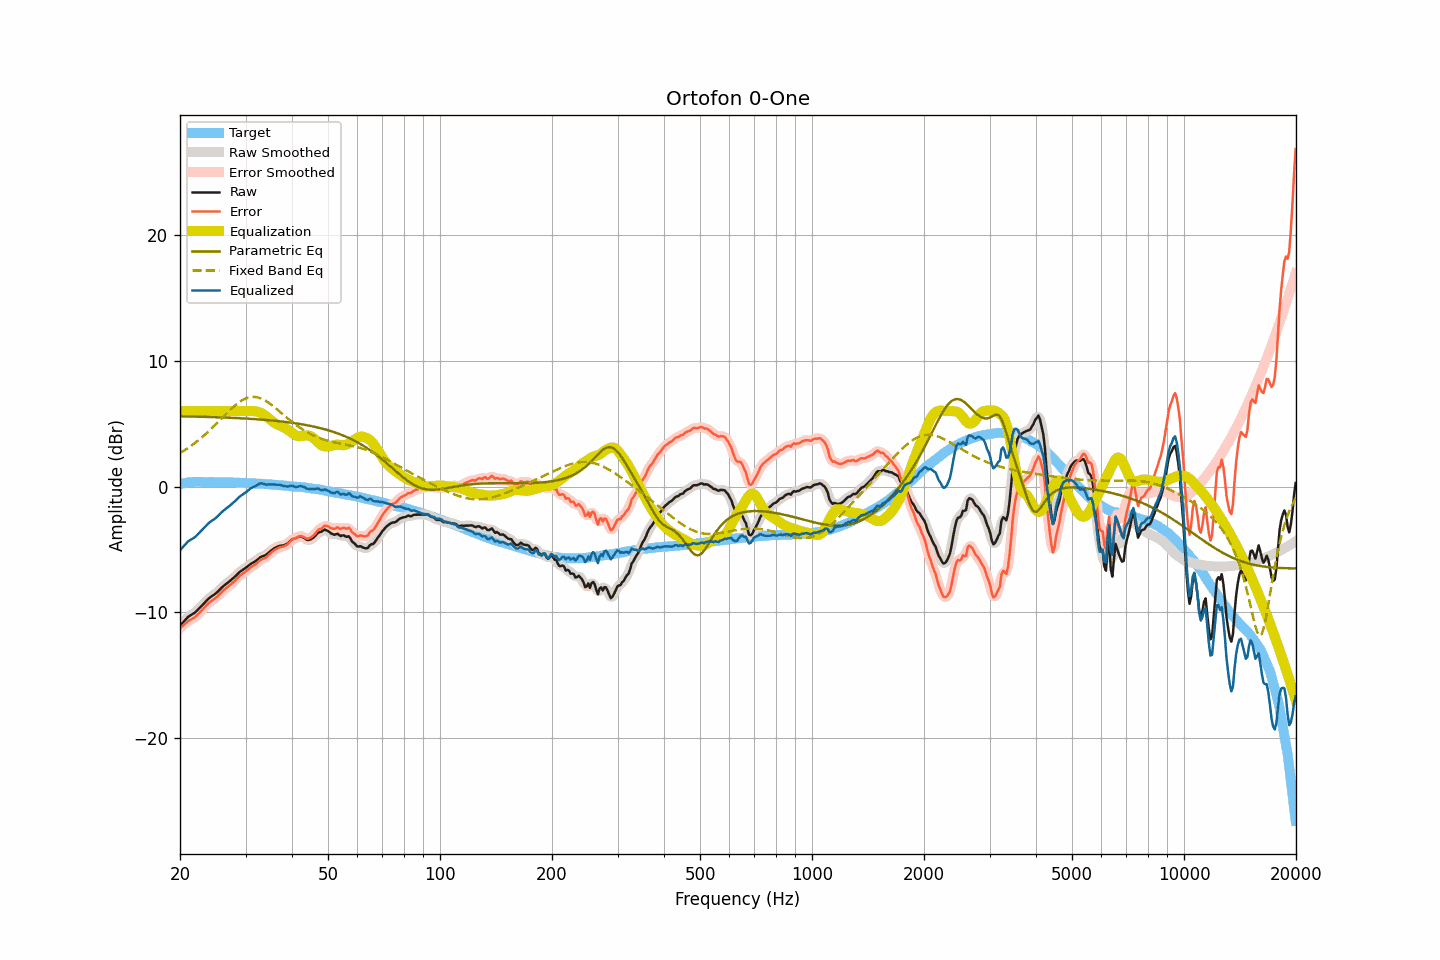 Ortofon 0-One
Target
Raw Smoothed
Error Smoothed
Raw
Error
Equalization
Parametric Eq
Fixed Band Eq
Equalized
20
10
0
−10
−20
Amplitude (dBr)
20 50 100 200 500 1000 2000 5000 10000 20000
Frequency (Hz)